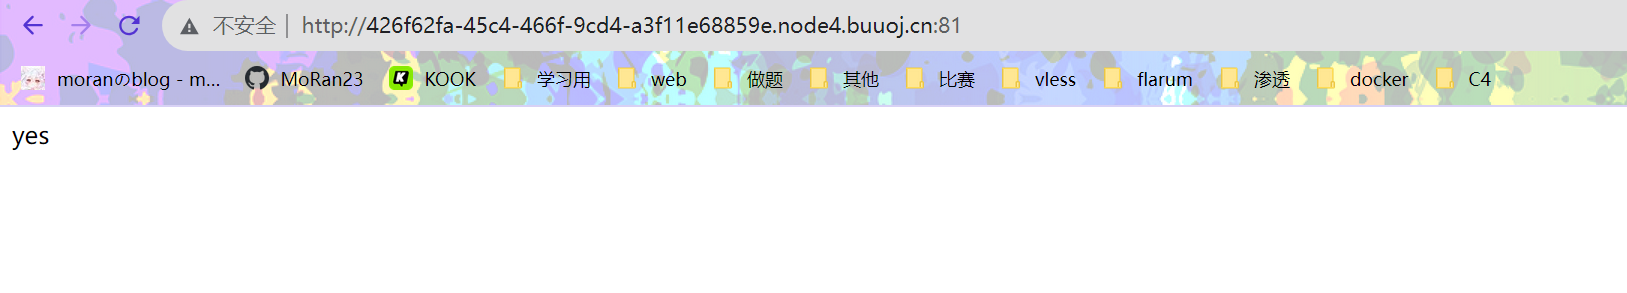 不安全 http://426f62fa-45c4-466f-9cd4-a3f11e68859e.node4.buuoj.cn:81
moranのblog - m... MoRan23 KOOK 学习用 web 做题 其他 比赛 vless flarum 渗透 docker C4
yes